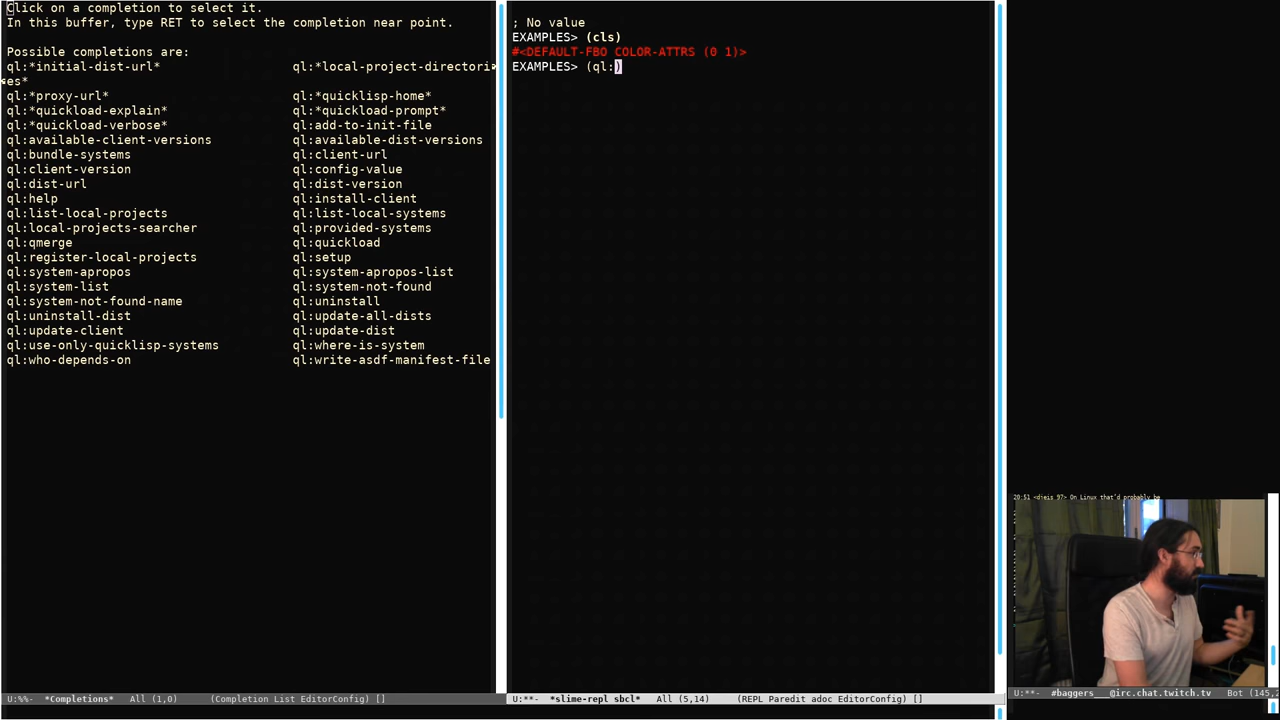 Click on a completion to select it.
In this buffer, type RET to select the completion near point.
Possible completions are:
ql:*initial-dist-url* ql:*local-project-directori
es*
ql:*proxy-url* ql:*quicklisp-home*
ql:*quickload-explain* ql:*quickload-prompt*
ql:*quickload-verbose* ql:add-to-init-file
ql:available-client-versions ql:available-dist-versions
ql:bundle-systems ql:client-url
ql:client-version ql:config-value
ql:dist-url ql:dist-version
ql:help ql:install-client
ql:list-local-projects ql:list-local-systems
ql:local-projects-searcher ql:provided-systems
ql:qmerge ql:quickload
ql:register-local-projects ql:setup
ql:system-apropos ql:system-apropos-list
ql:system-list ql:system-not-found
ql:system-not-found-name ql:uninstall
ql:uninstall-dist ql:update-all-dists
ql:update-client ql:update-dist
ql:use-only-quicklisp-systems ql:where-is-system
ql:who-depends-on ql:write-asdf-manifest-file
U:%%- *Completions* All (1,0) (Completion List EditorConfig) []
; No value
EXAMPLES> (cls)
#<DEFAULT-FBO COLOR-ATTRS (0 1)>
EXAMPLES> (ql:)
U:**- *slime-repl sbcl* All (5,14) (REPL Paredit adoc EditorConfig) []
On Linux that'd probably be
U:**- #baggers___@irc.chat.twitch.tv Bot (145,2